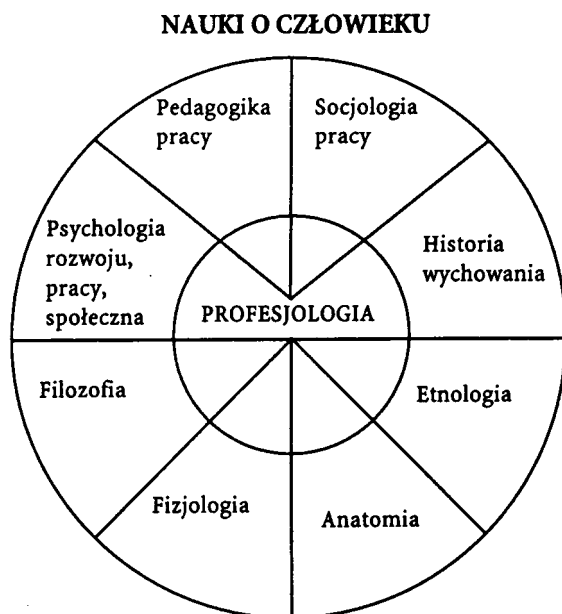 NAUKI O CZŁOWIEKU
Pedagogika
pracy
Socjologia
pracy
Psychologia
rozwoju,
pracy,
społeczna
Historia
wychowania
PROFESJOLOGIA
Filozofia
Etnologia
Fizjologia
Anatomia